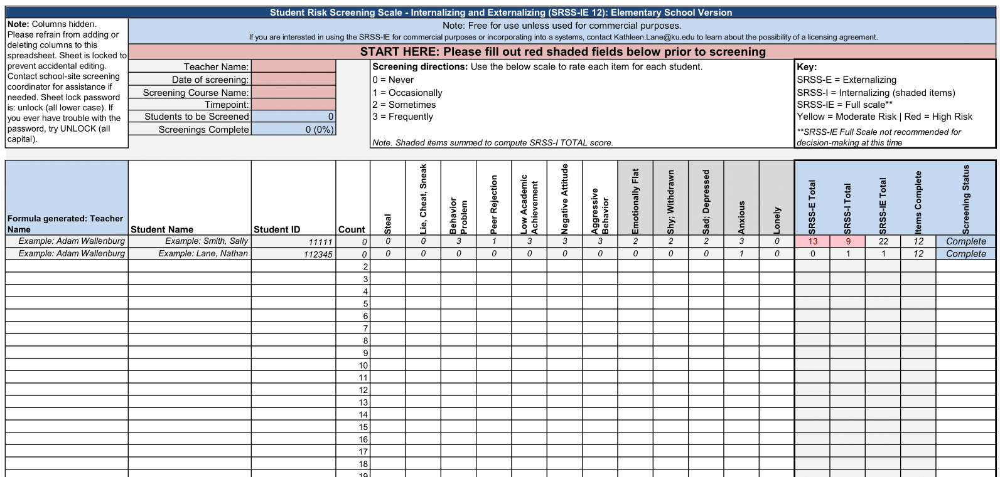 Student Risk Screening Scale - Internalizing and Externalizing (SRSS-IE 12): Elementary School Version
Note: Columns hidden.
Please refrain from adding or
deleting columns to this
spreadsheet. Sheet is locked to
prevent accidental editing.
Contact school-site screening
coordinator for assistance if
needed. Sheet lock password
is: unlock (all lower case). If
you ever have trouble with the
password, try UNLOCK (all
capital).
Note: Free for use unless used for commercial purposes.
If you are interested in using the SRSS-IE for commercial purposes or incorporating into a systems, contact Kathleen.Lane@ku.edu to learn about the possibility of a licensing agreement.
START HERE: Please fill out red shaded fields below prior to screening
Teacher Name:
Date of screening:
Screening Course Name:
Timepoint:
Students to be Screened 0
Screenings Complete 0 (0%)
Screening directions: Use the below scale to rate each item for each student.
0 = Never
1 = Occasionally
2 = Sometimes
3 = Frequently
Note. Shaded items summed to compute SRSS-I TOTAL score.
Key:
SRSS-E = Externalizing
SRSS-I = Internalizing (shaded items)
SRSS-IE = Full scale**
Yellow = Moderate Risk | Red = High Risk
**SRSS-IE Full Scale not recommended for
decision-making at this time
Formula generated: Teacher
Name
Student Name
Student ID
Count
Steal
Lie, Cheat, Sneak
Behavior
Problem
Peer Rejection
Low Academic
Achievement
Negative Attitude
Aggressive
Behavior
Emotionally Flat
Shy; Withdrawn
Sad; Depressed
Anxious
Lonely
SRSS-E Total
SRSS-I Total
SRSS-IE Total
Items Complete
Screening Status
Example: Adam Wallenburg Example: Smith, Sally 11111 0 0 0 3 1 3 3 3 2 2 2 3 0 13 9 22 12 Complete
Example: Adam Wallenburg Example: Lane, Nathan 112345 0 0 0 0 0 0 0 0 0 0 0 1 0 0 1 1 12 Complete
2
3
4
5
6
7
8
9
10
11
12
13
14
15
16
17
18
19